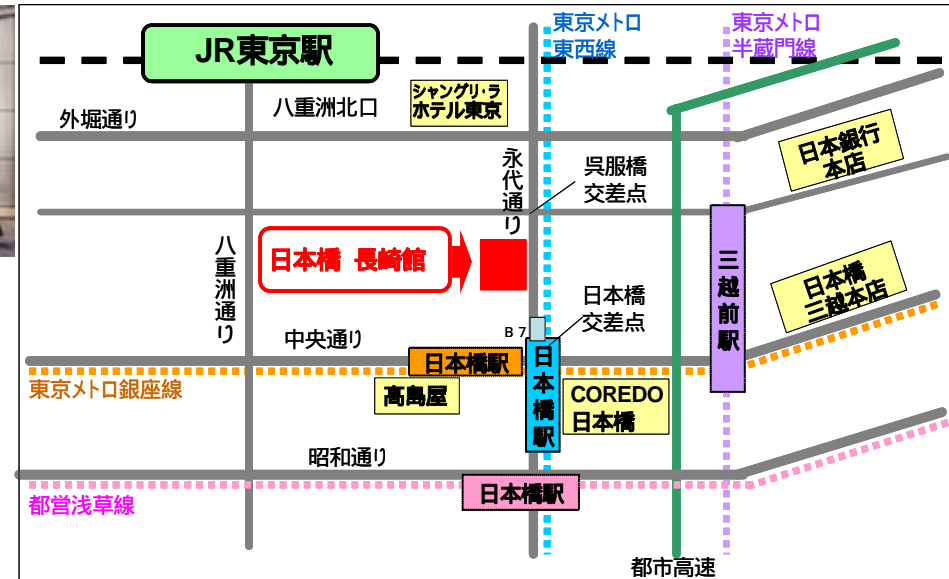 東京メトロ
東西線
東京メトロ
半蔵門線
JR東京駅
八重洲北口
シャングリ・ラ
ホテル東京
外堀通り
日本銀行
本店
永代通り
呉服橋
交差点
八重洲通り
日本橋 長崎館
三越前駅
日本橋
三越本店
日本橋
交差点
B7
中央通り
日本橋駅
日本橋駅
東京メトロ銀座線
高島屋
COREDO
日本橋
昭和通り
日本橋駅
都営浅草線
都市高速